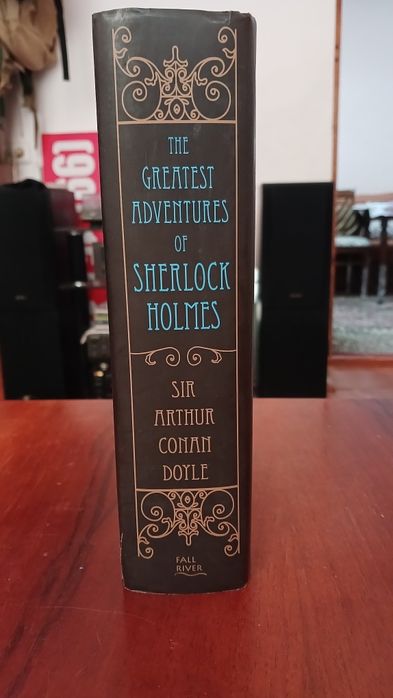 THE
GREATEST
ADVENTURES
OF
SHERLOCK
HOLMES
SIR
ARTHUR
CONAN
DOYLE
FALL
RIVER